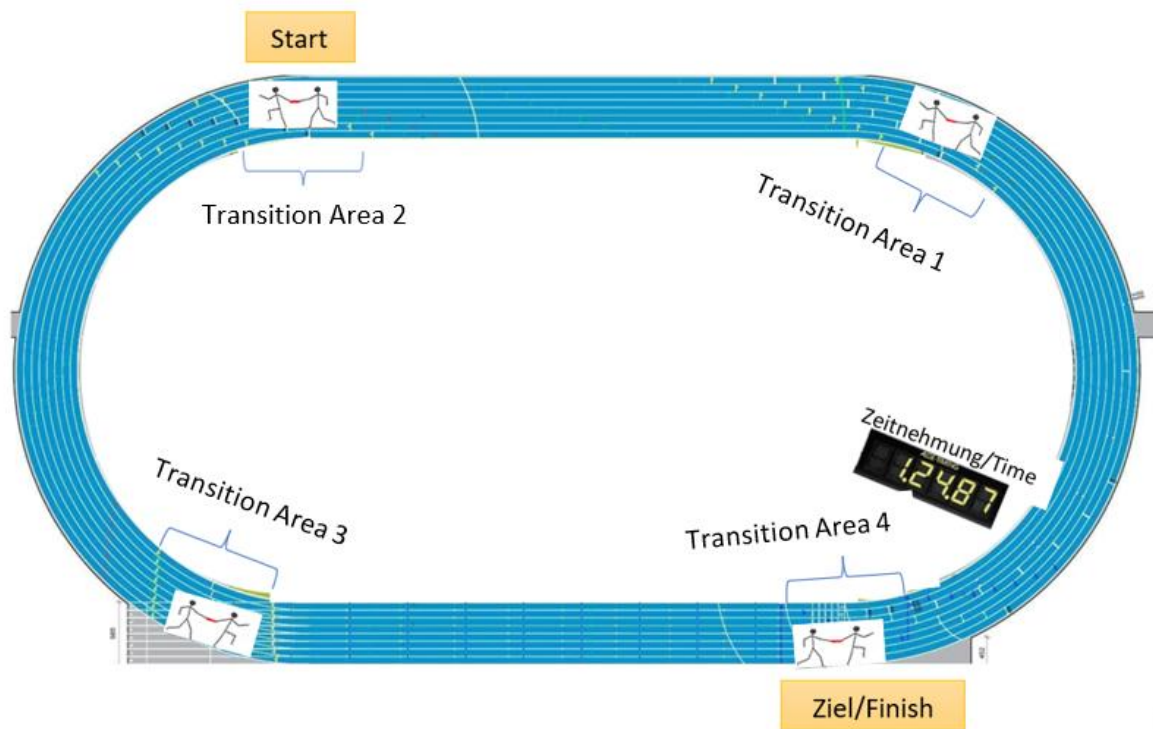 Start
Transition Area 2
Transition Area 1
Zeitnehmung/Time
1.24.87
Transition Area 3
Transition Area 4
Ziel/Finish